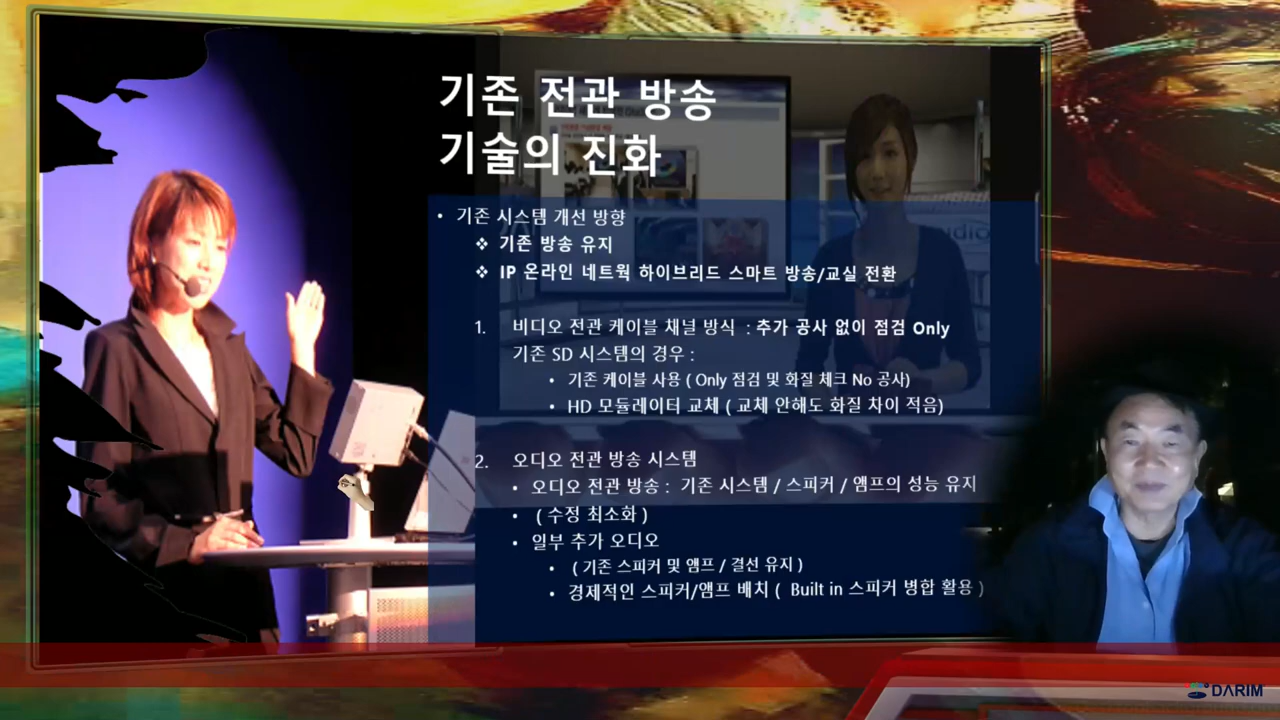 기존 전관 방송
기술의 진화
• 기존 시스템 개선 방향
❖ 기존 방송 유지
❖ IP 온라인 네트웍 하이브리드 스마트 방송/교실 전환
1. 비디오 전관 케이블 채널 방식 : 추가 공사 없이 점검 Only
기존 SD 시스템의 경우 :
• 기존 케이블 사용 ( Only 점검 및 화질 체크 No 공사)
• HD 모듈레이터 교체 ( 교체 안해도 화질 차이 적음)
2. 오디오 전관 방송 시스템
• 오디오 전관 방송 : 기존 시스템 / 스피커 / 앰프의 성능 유지
• ( 수정 최소화 )
• 일부 추가 오디오
• ( 기존 스피커 및 앰프 / 결선 유지 )
• 경제적인 스피커/앰프 배치 ( Built in 스피커 병합 활용 )
DARIM